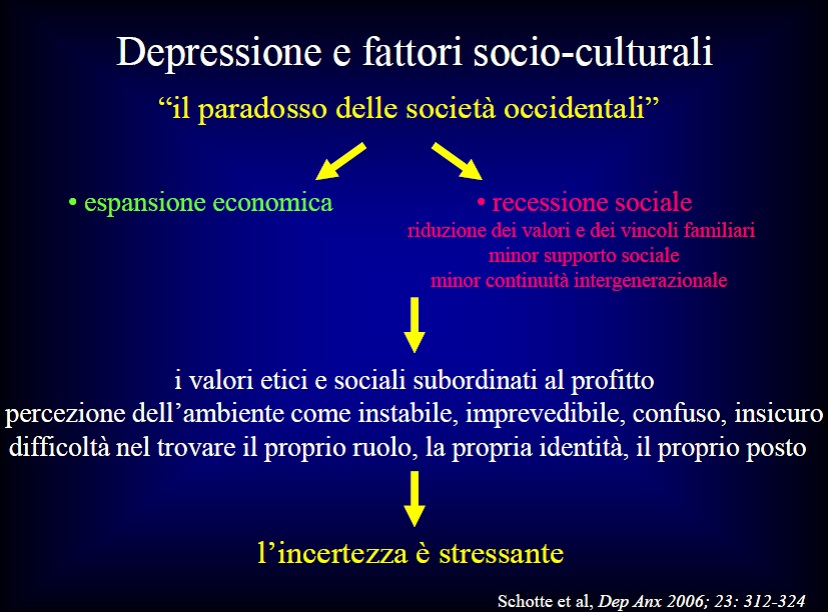 Depressione e fattori socio-culturali
“il paradosso delle società occidentali”
• espansione economica
• recessione sociale
riduzione dei valori e dei vincoli familiari
minor supporto sociale
minor continuità intergenerazionale
i valori etici e sociali subordinati al profitto
percezione dell’ambiente come instabile, imprevedibile, confuso, insicuro
difficoltà nel trovare il proprio ruolo, la propria identità, il proprio posto
l’incertezza è stressante
Schotte et al, Dep Anx 2006; 23: 312-324